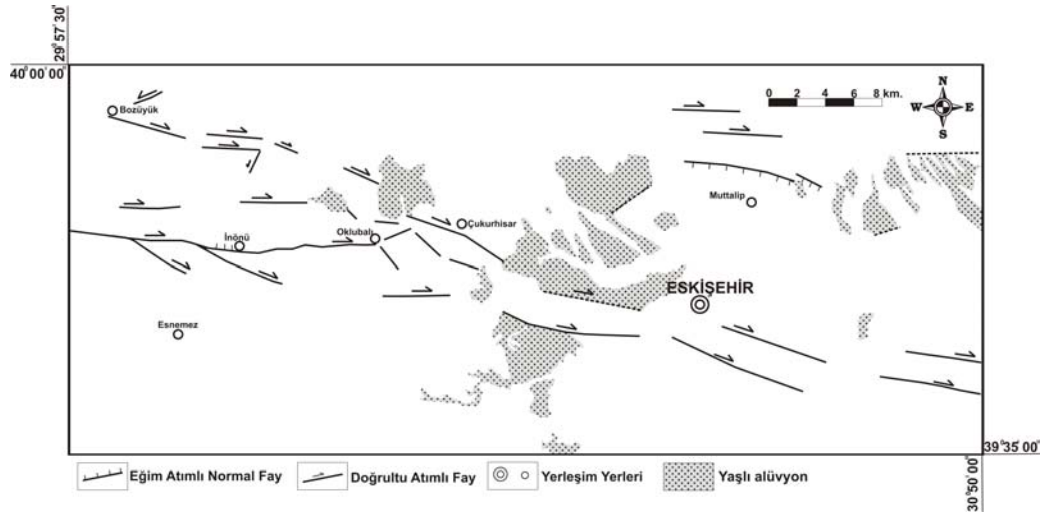 29° 57' 30"
40° 00' 00"
Bozüyük
0 2 4 6 8 km.
N
W E
S
Muttalip
Çukurhisar
Oklubalı
İnönü
ESKİŞEHİR
Esnemez
39° 35 00"
30° 50' 00"
Eğim Atımlı Normal Fay
Doğrultu Atımlı Fay
Yerleşim Yerleri
Yaşlı alüvyon